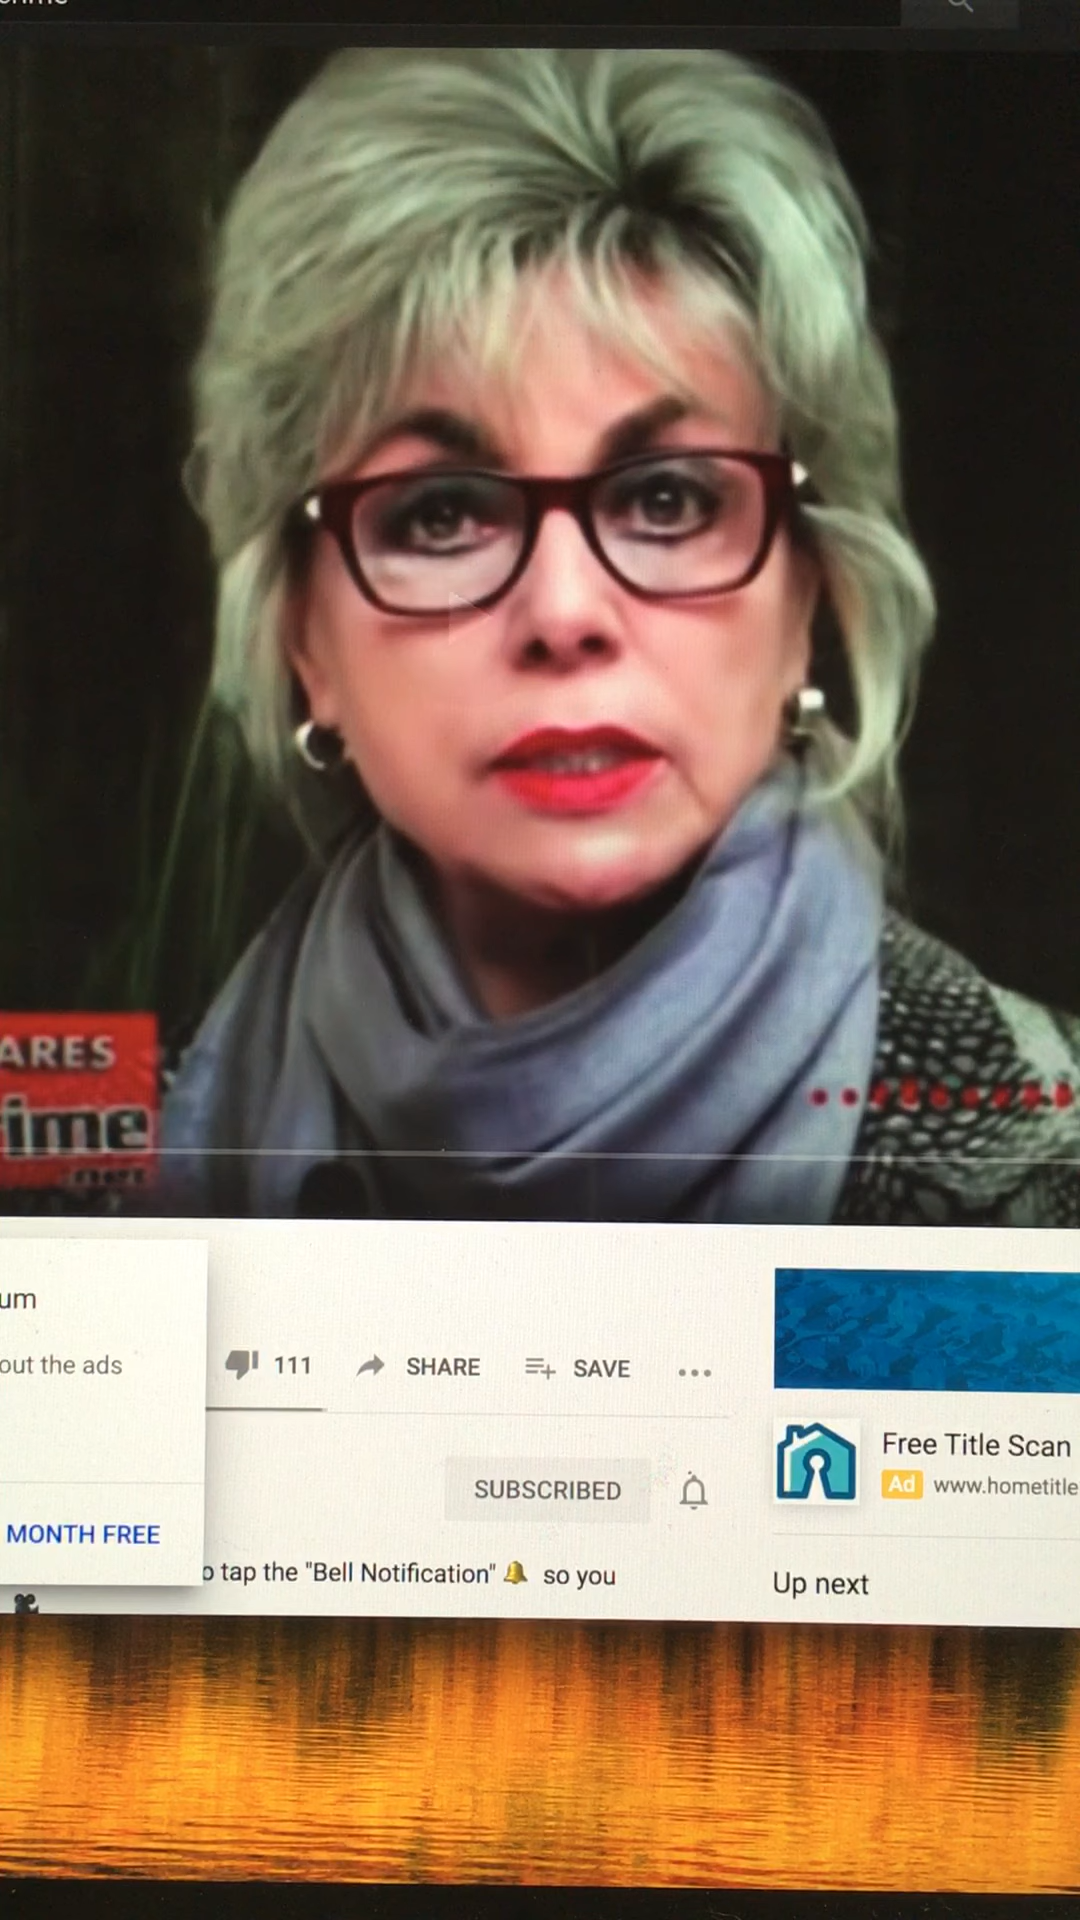 ARES
ime
um
out the ads
111
SHARE
SAVE
SUBSCRIBED
MONTH FREE
o tap the "Bell Notification" 🔔 so you
Free Title Scan
Ad
www.hometitle
Up next